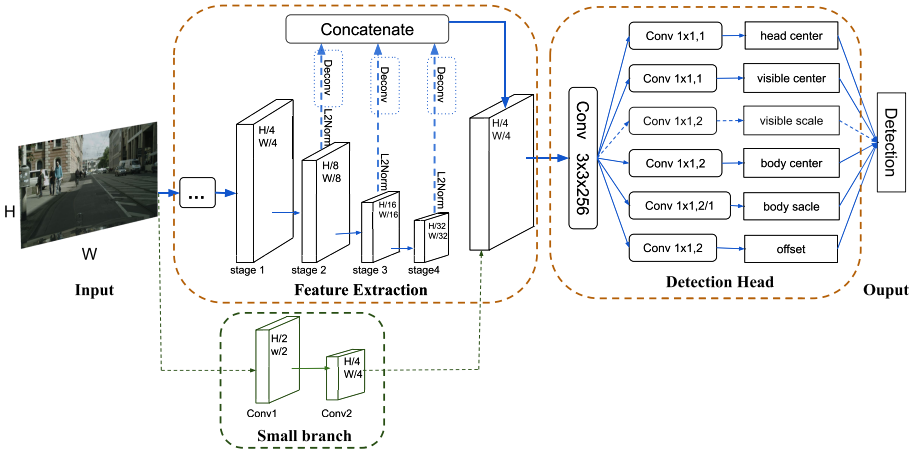 H
W
Input
...
Concatenate
Deconv
Deconv
Deconv
L2Norm
L2Norm
L2Norm
H/4
W/4
H/8
W/8
H/16
W/16
H/32
W/32
H/4
W/4
stage 1
stage 2
stage 3
stage4
Feature Extraction
H/2
w/2
H/4
W/4
Conv1
Conv2
Small branch
Conv 3x3x256
Conv 1x1,1
head center
Conv 1x1,1
visible center
Conv 1x1,2
visible scale
Conv 1x1,2
body center
Conv 1x1,2/1
body sacle
Conv 1x1,2
offset
Detection Head
Detection
Ouput